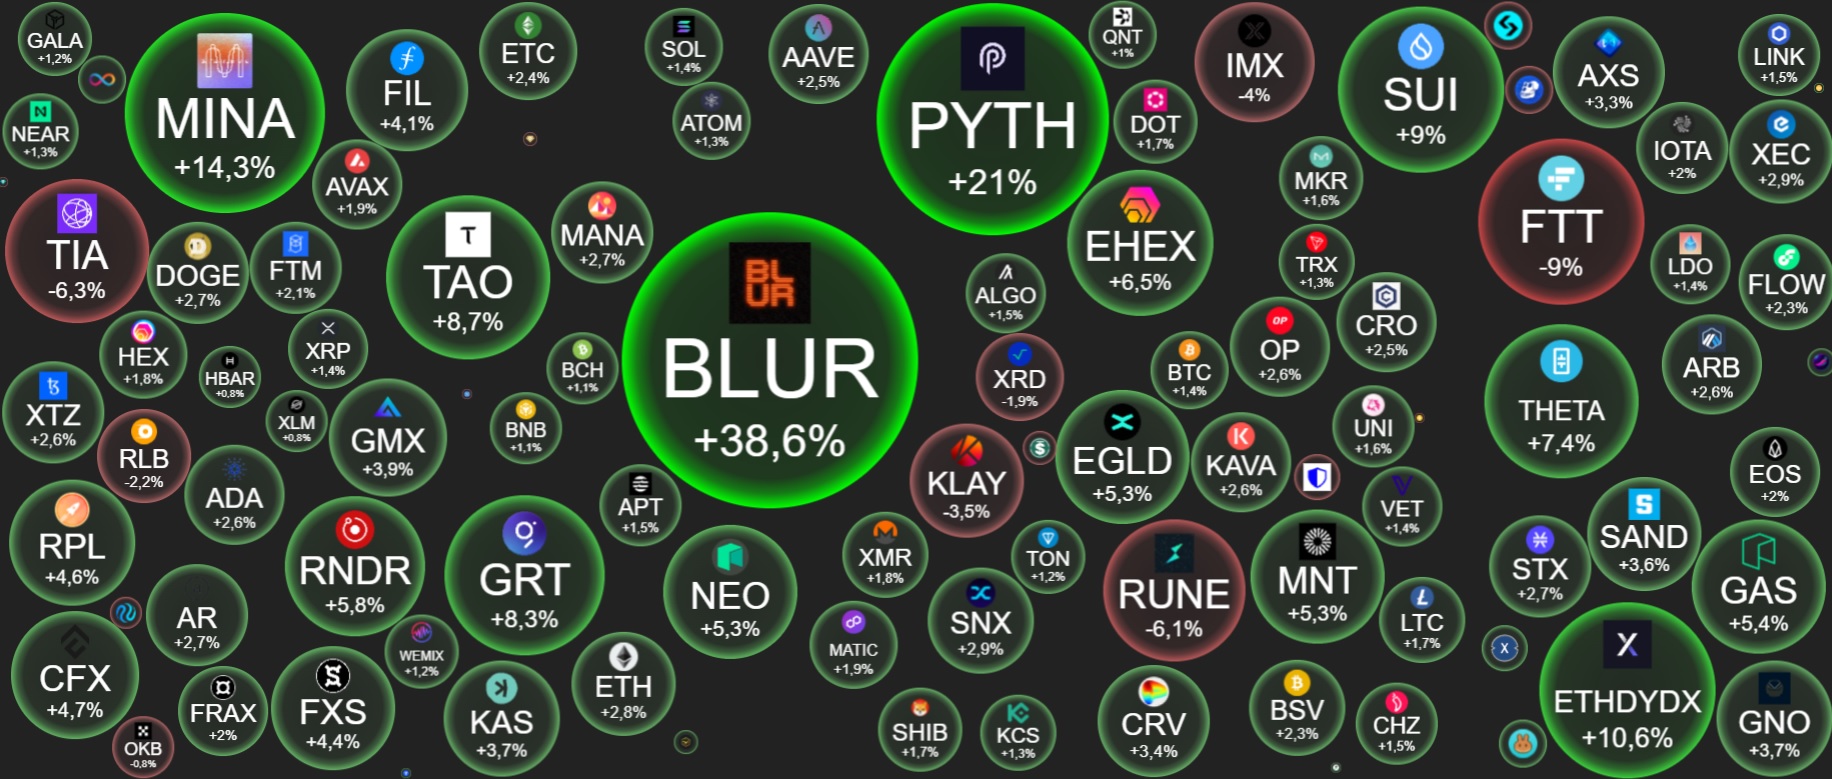 GALA
+1,2%
NEAR
+1,3%
MINA
+14,3%
FIL
+4,1%
ETC
+2,4%
SOL
+1,4%
ATOM
+1,3%
AAVE
+2,5%
PYTH
+21%
QNT
+1%
DOT
+1,7%
IMX
-4%
SUI
+9%
AXS
+3,3%
LINK
+1,5%
IOTA
+2%
XEC
+2,9%
AVAX
+1,9%
MKR
+1,6%
TIA
-6,3%
DOGE
+2,7%
FTM
+2,1%
TAO
+8,7%
MANA
+2,7%
BL
UR
BLUR
+38,6%
EHEX
+6,5%
FTT
-9%
TRX
+1,3%
LDO
+1,4%
FLOW
+2,3%
ALGO
+1,5%
CRO
+2,5%
HEX
+1,8%
XRP
+1,4%
HBAR
+0,8%
BCH
+1,1%
XRD
-1,9%
BTC
+1,4%
OP
OP
+2,6%
ARB
+2,6%
THETA
+7,4%
XTZ
+2,6%
XLM
+0,8%
GMX
+3,9%
BNB
+1,1%
UNI
+1,6%
RLB
-2,2%
ADA
+2,6%
KLAY
-3,5%
EGLD
+5,3%
KAVA
+2,6%
EOS
+2%
APT
+1,5%
VET
+1,4%
RPL
+4,6%
RNDR
+5,8%
GRT
+8,3%
NEO
+5,3%
XMR
+1,8%
TON
+1,2%
RUNE
-6,1%
MNT
+5,3%
STX
+2,7%
SAND
+3,6%
GAS
+5,4%
AR
+2,7%
SNX
+2,9%
LTC
+1,7%
WEMIX
+1,2%
MATIC
+1,9%
CFX
+4,7%
FRAX
+2%
FXS
+4,4%
KAS
+3,7%
ETH
+2,8%
ETHDYDX
+10,6%
SHIB
+1,7%
KCS
+1,3%
CRV
+3,4%
BSV
+2,3%
CHZ
+1,5%
GNO
+3,7%
OKB
-0,8%